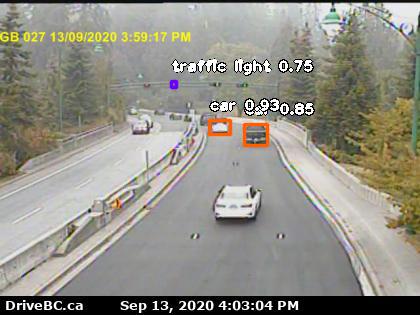 GB 027 13/09/2020 3:59:17 PM
traffic light 0.75
car 0.93
0.85
DriveBC.ca Sep 13, 2020 4:03:04 PM